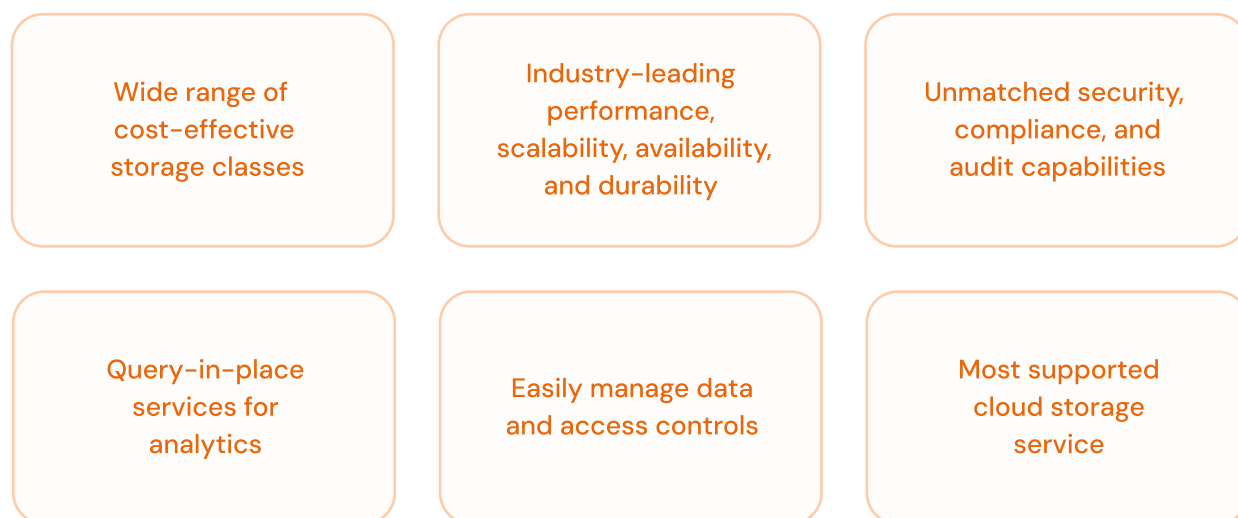 Wide range of
cost-effective
storage classes
Industry-leading
performance,
scalability, availability,
and durability
Unmatched security,
compliance, and
audit capabilities
Query-in-place
services for
analytics
Easily manage data
and access controls
Most supported
cloud storage
service